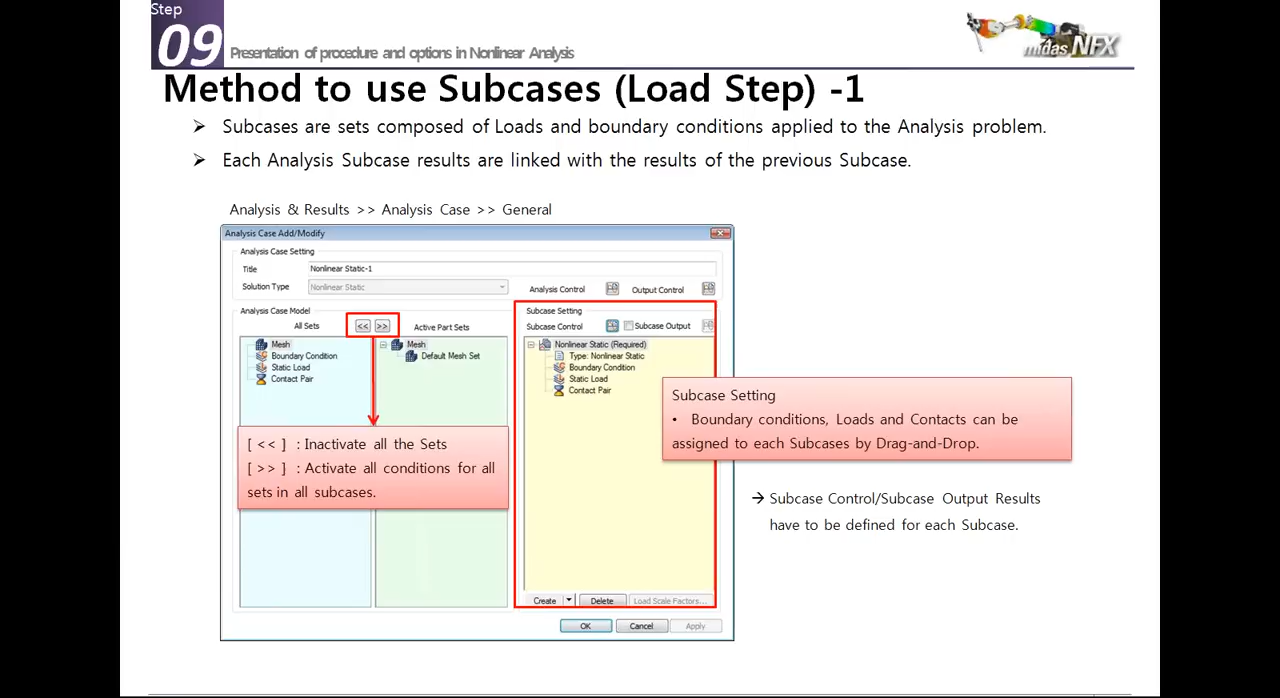 Step
09
Presentation of procedure and options in Nonlinear Analysis
midas NFX
Method to use Subcases (Load Step) -1
➢ Subcases are sets composed of Loads and boundary conditions applied to the Analysis problem.
➢ Each Analysis Subcase results are linked with the results of the previous Subcase.
Analysis & Results >> Analysis Case >> General
Analysis Case Add/Modify
Analysis Case Setting
Title Nonlinear Static-1
Solution Type Nonlinear Static
Analysis Control Output Control
Analysis Case Model
All Sets << >> Active Part Sets
Mesh
Boundary Condition
Static Load
Contact Pair
Mesh
Default Mesh Set
Subcase Setting
Subcase Control Subcase Output
Nonlinear Static (Required)
Type: Nonlinear Static
Boundary Condition
Static Load
Contact Pair
[ << ] : Inactivate all the Sets
[ >> ] : Activate all conditions for all
sets in all subcases.
Subcase Setting
• Boundary conditions, Loads and Contacts can be
assigned to each Subcases by Drag-and-Drop.
→ Subcase Control/Subcase Output Results
have to be defined for each Subcase.
Create Delete Load Scale Factors...
OK Cancel Apply